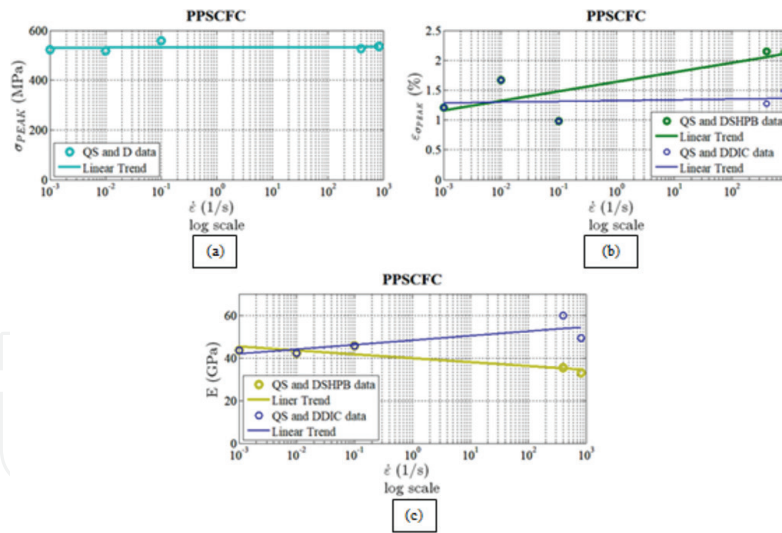 PPSCFC
600
400
200
0
σPEAK (MPa)
QS and D data
Linear Trend
10⁻³ 10⁻² 10⁻¹ 10⁰ 10¹ 10² 10³
ε̇ (1/s)
log scale
(a)
PPSCFC
2.5
2
1.5
1
0.5
0
εσPEAK (%)
QS and DSHPB data
Linear Trend
QS and DDIC data
Linear Trend
10⁻³ 10⁻² 10⁻¹ 10⁰ 10¹ 10²
ε̇ (1/s)
log scale
(b)
PPSCFC
60
40
20
0
E (GPa)
QS and DSHPB data
Liner Trend
QS and DDIC data
Linear Trend
10⁻³ 10⁻² 10⁻¹ 10⁰ 10¹ 10² 10³
ε̇ (1/s)
log scale
(c)